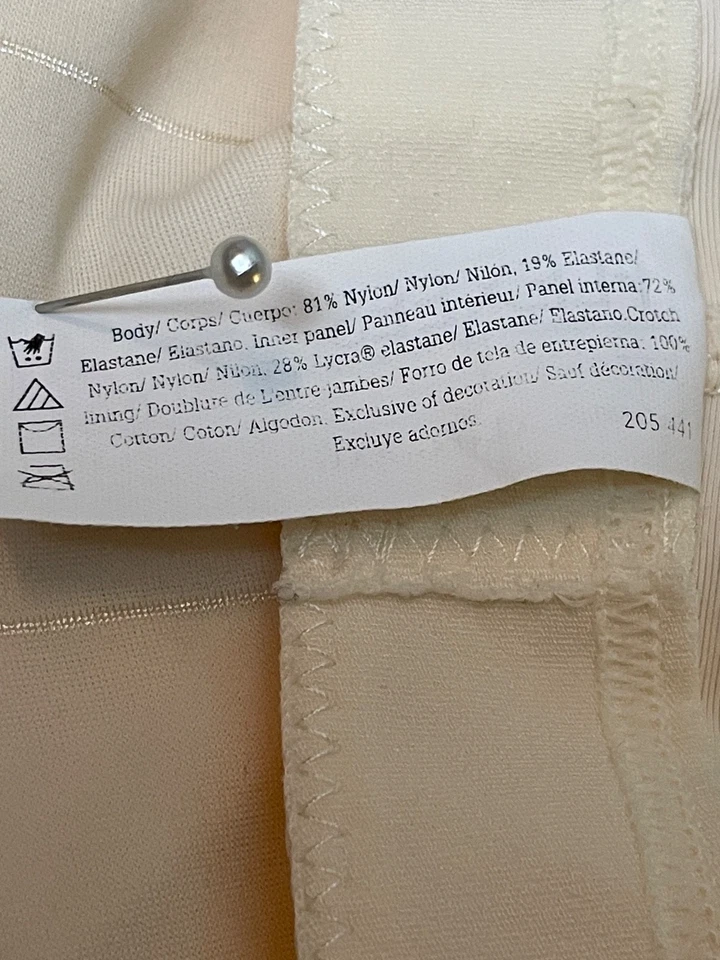 Body/ Corps/ Cuerpo: 81% Nylon/ Nylon/ Nilón, 19% Elastane/
Elastane/ Elastano. Inner panel/ Panneau intérieur/ Panel interna:72%
Nylon/ Nylon/ Nilón, 28% Lycra® elastane/ Elastane/ Elastano.Crotch
lining/ Doublure de L'entre jambes/ Forro de tela de entrepierna: 100%
Cotton/ Coton/ Algodon. Exclusive of decoration/ Sauf décoration/
Excluye adornos.
205 441